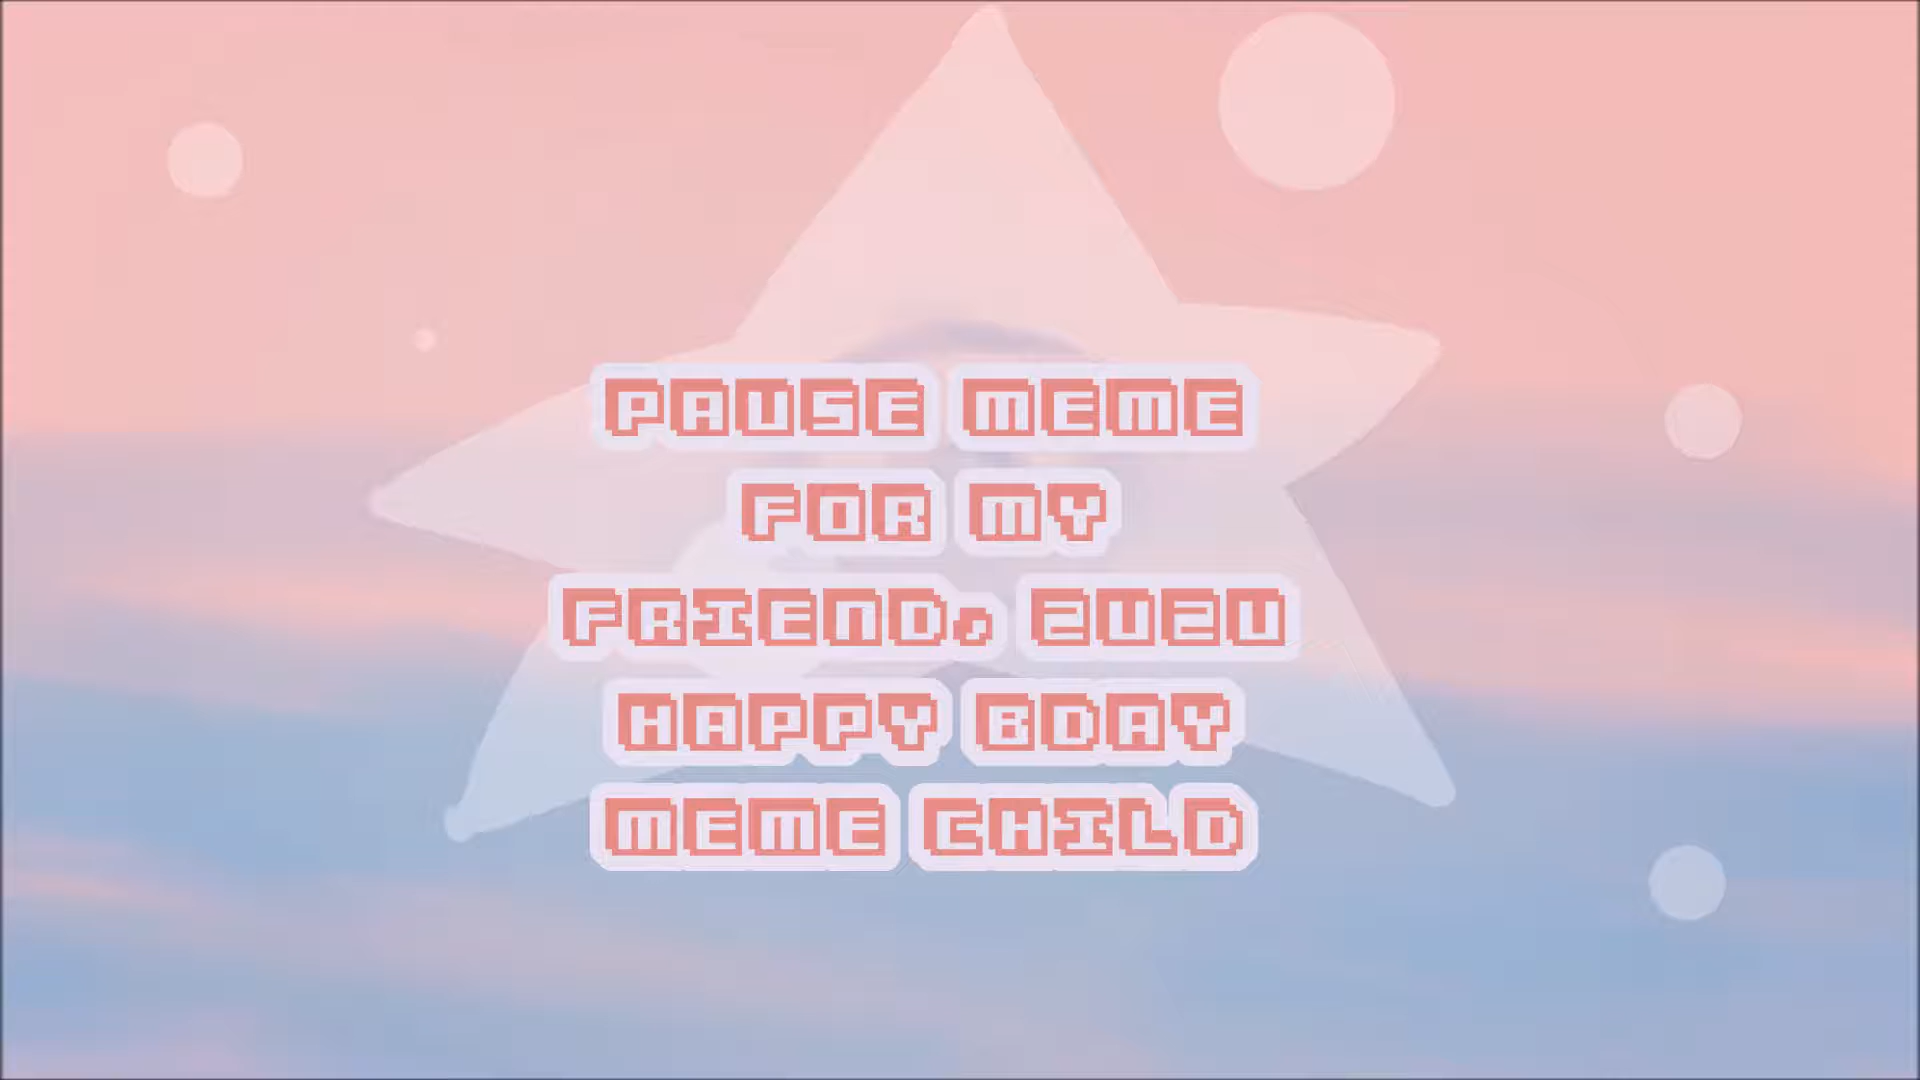 PAUSE MEME
FOR MY
FRIEND, ZUZU
HAPPY BDAY
MEME CHILD